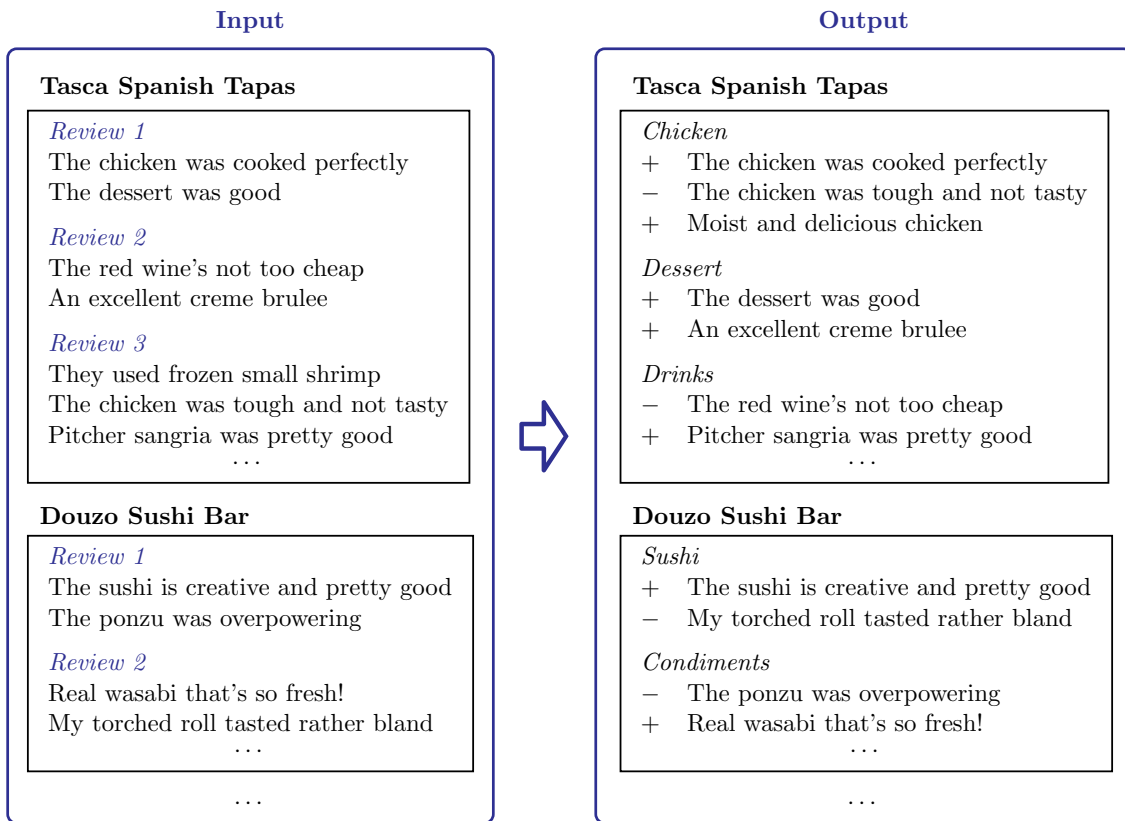 Input
Tasca Spanish Tapas
Review 1
The chicken was cooked perfectly
The dessert was good
Review 2
The red wine's not too cheap
An excellent creme brulee
Review 3
They used frozen small shrimp
The chicken was tough and not tasty
Pitcher sangria was pretty good
...
Douzo Sushi Bar
Review 1
The sushi is creative and pretty good
The ponzu was overpowering
Review 2
Real wasabi that's so fresh!
My torched roll tasted rather bland
...
...
Output
Tasca Spanish Tapas
Chicken
+ The chicken was cooked perfectly
− The chicken was tough and not tasty
+ Moist and delicious chicken
Dessert
+ The dessert was good
+ An excellent creme brulee
Drinks
− The red wine's not too cheap
+ Pitcher sangria was pretty good
...
Douzo Sushi Bar
Sushi
+ The sushi is creative and pretty good
− My torched roll tasted rather bland
Condiments
− The ponzu was overpowering
+ Real wasabi that's so fresh!
...
...